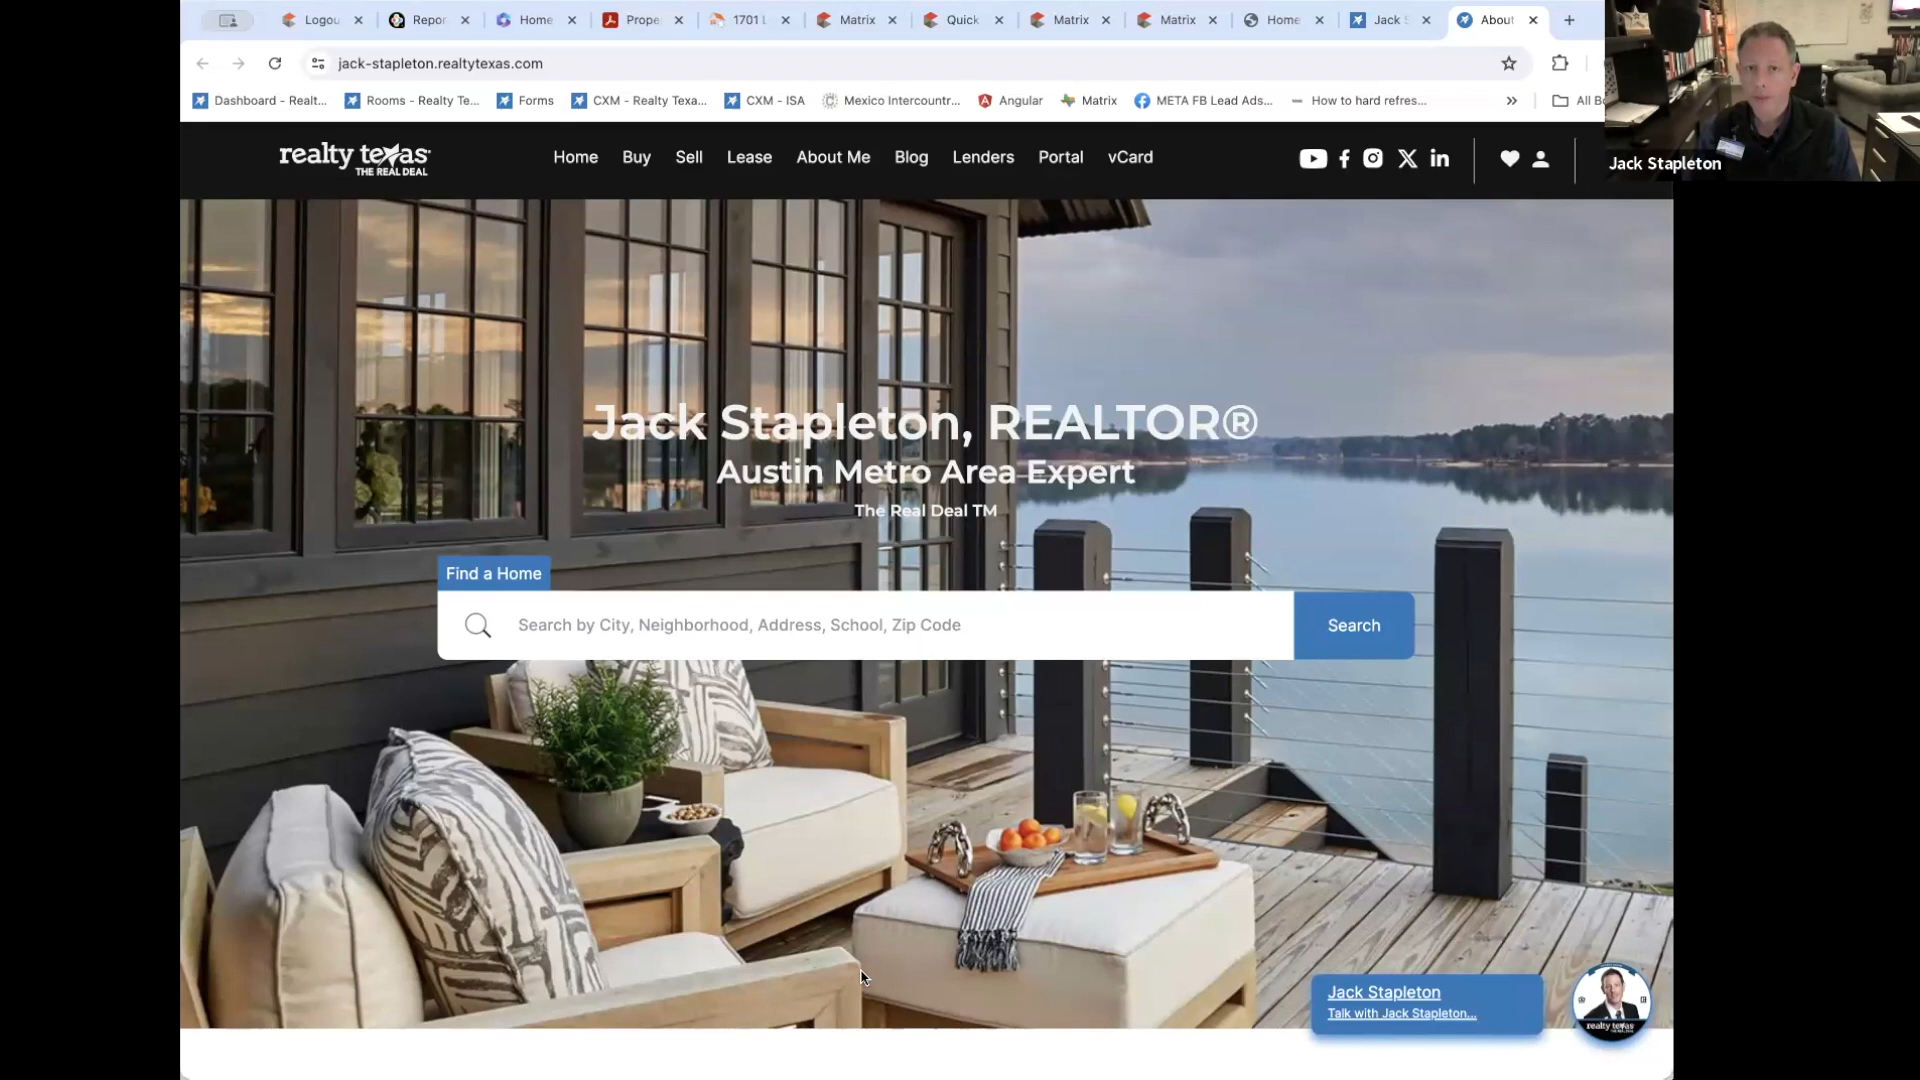 Logou
Repor
Home
Prope
1701 L
Matrix
Quick
Matrix
Matrix
Home
Jack S
About
jack-stapleton.realtytexas.com
Dashboard - Realt...
Rooms - Realty Te...
Forms
CXM - Realty Texa...
CXM - ISA
Mexico Intercountr...
Angular
Matrix
META FB Lead Ads...
How to hard refres...
All Bo
Jack Stapleton
realty texas
THE REAL DEAL
Home
Buy
Sell
Lease
About Me
Blog
Lenders
Portal
vCard
Jack Stapleton, REALTOR®
Austin Metro Area Expert
The Real Deal TM
Find a Home
Search by City, Neighborhood, Address, School, Zip Code
Search
Jack Stapleton
Talk with Jack Stapleton...
realty texas